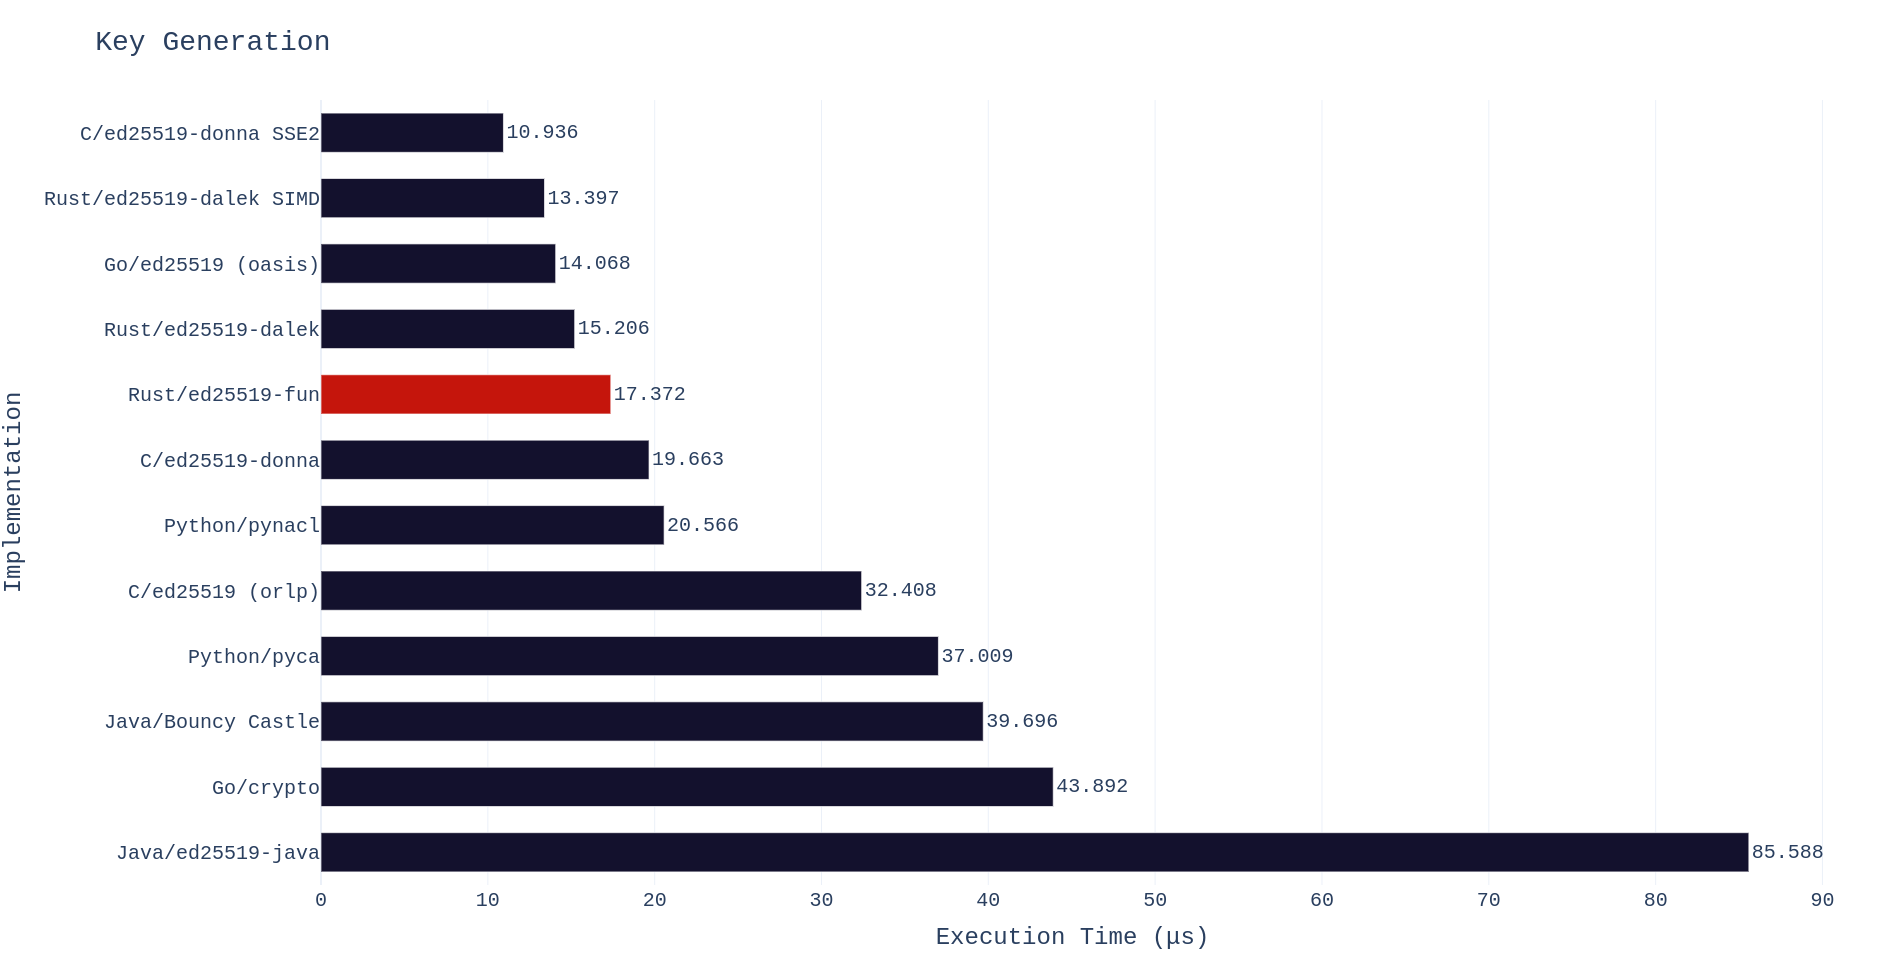 Key Generation
C/ed25519-donna SSE2 10.936
Rust/ed25519-dalek SIMD 13.397
Go/ed25519 (oasis) 14.068
Rust/ed25519-dalek 15.206
Rust/ed25519-fun 17.372
C/ed25519-donna 19.663
Python/pynacl 20.566
C/ed25519 (orlp) 32.408
Python/pyca 37.009
Java/Bouncy Castle 39.696
Go/crypto 43.892
Java/ed25519-java 85.588
0 10 20 30 40 50 60 70 80 90
Execution Time (μs)
Implementation